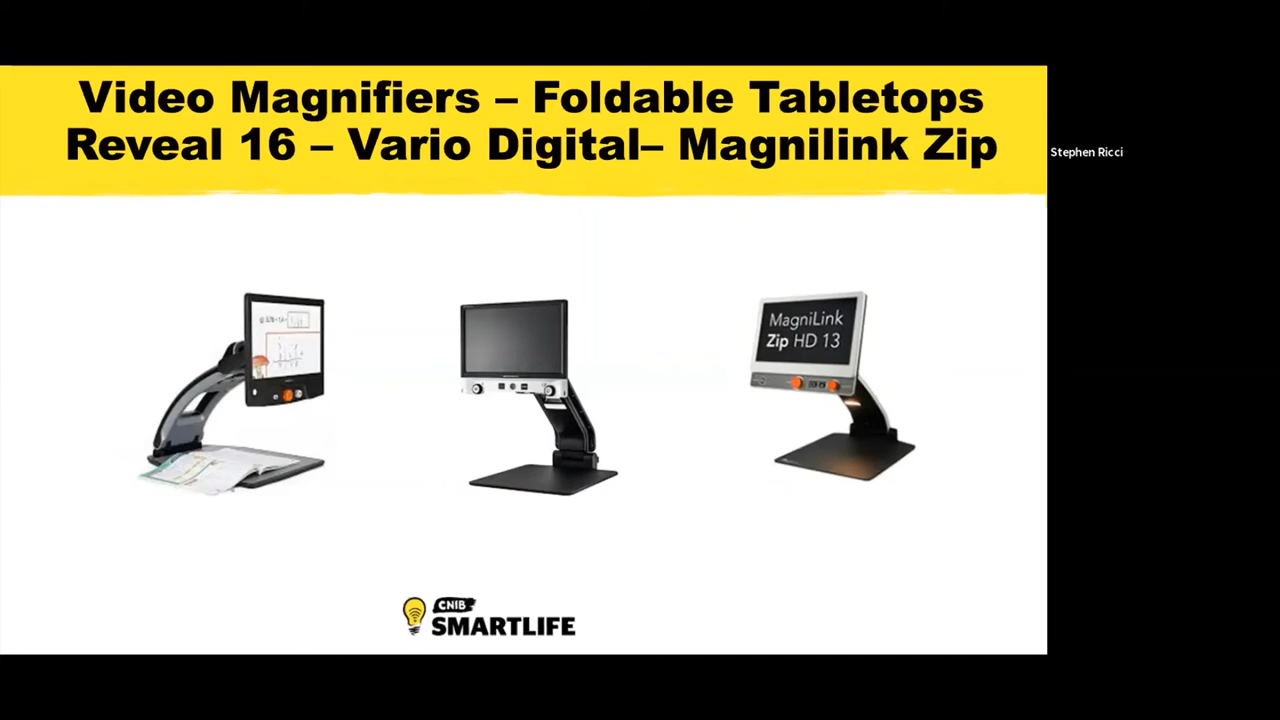 Video Magnifiers – Foldable Tabletops
Reveal 16 – Vario Digital– Magnilink Zip
Stephen Ricci
MagniLink
Zip HD 13
CNIB
SMARTLIFE